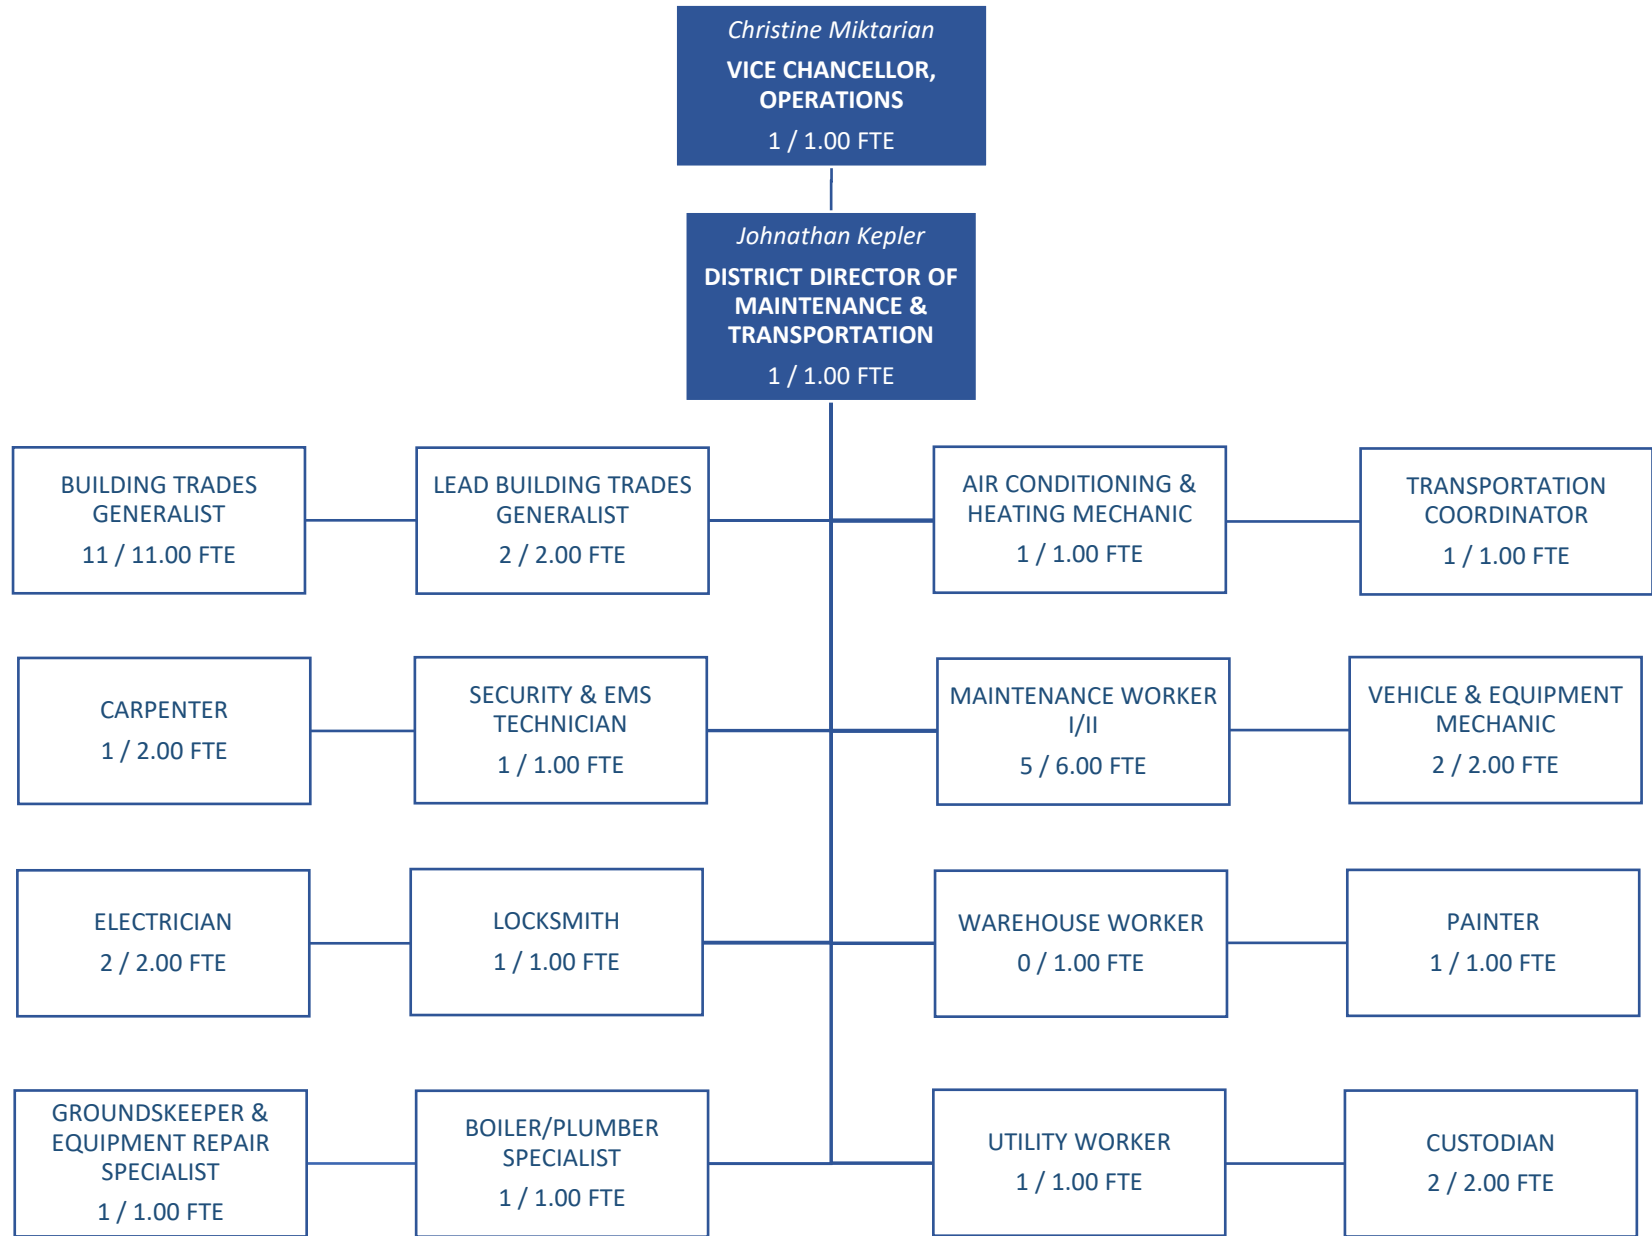 Christine Miktarian
VICE CHANCELLOR,
OPERATIONS
1 / 1.00 FTE
Johnathan Kepler
DISTRICT DIRECTOR OF
MAINTENANCE &
TRANSPORTATION
1 / 1.00 FTE
BUILDING TRADES
GENERALIST
11 / 11.00 FTE
LEAD BUILDING TRADES
GENERALIST
2 / 2.00 FTE
AIR CONDITIONING &
HEATING MECHANIC
1 / 1.00 FTE
TRANSPORTATION
COORDINATOR
1 / 1.00 FTE
CARPENTER
1 / 2.00 FTE
SECURITY & EMS
TECHNICIAN
1 / 1.00 FTE
MAINTENANCE WORKER
I/II
5 / 6.00 FTE
VEHICLE & EQUIPMENT
MECHANIC
2 / 2.00 FTE
ELECTRICIAN
2 / 2.00 FTE
LOCKSMITH
1 / 1.00 FTE
WAREHOUSE WORKER
0 / 1.00 FTE
PAINTER
1 / 1.00 FTE
GROUNDSKEEPER &
EQUIPMENT REPAIR
SPECIALIST
1 / 1.00 FTE
BOILER/PLUMBER
SPECIALIST
1 / 1.00 FTE
UTILITY WORKER
1 / 1.00 FTE
CUSTODIAN
2 / 2.00 FTE